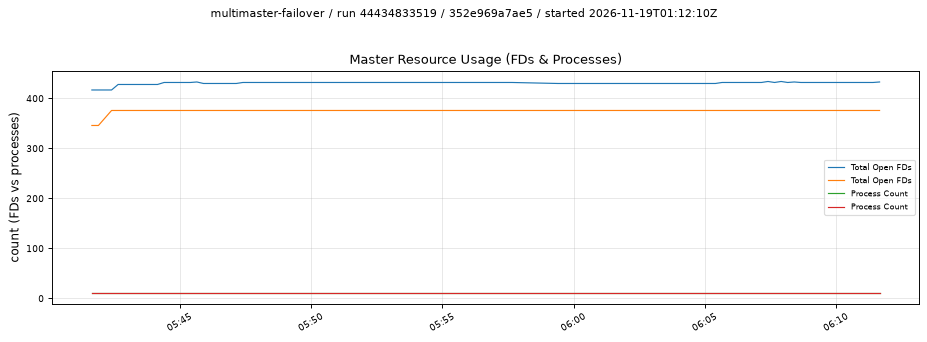 multimaster-failover / run 44434833519 / 352e969a7ae5 / started 2026-11-19T01:12:10Z
Master Resource Usage (FDs & Processes)
count (FDs vs processes)
400
300
200
100
0
Total Open FDs
Total Open FDs
Process Count
Process Count
05:45
05:50
05:55
06:00
06:05
06:10